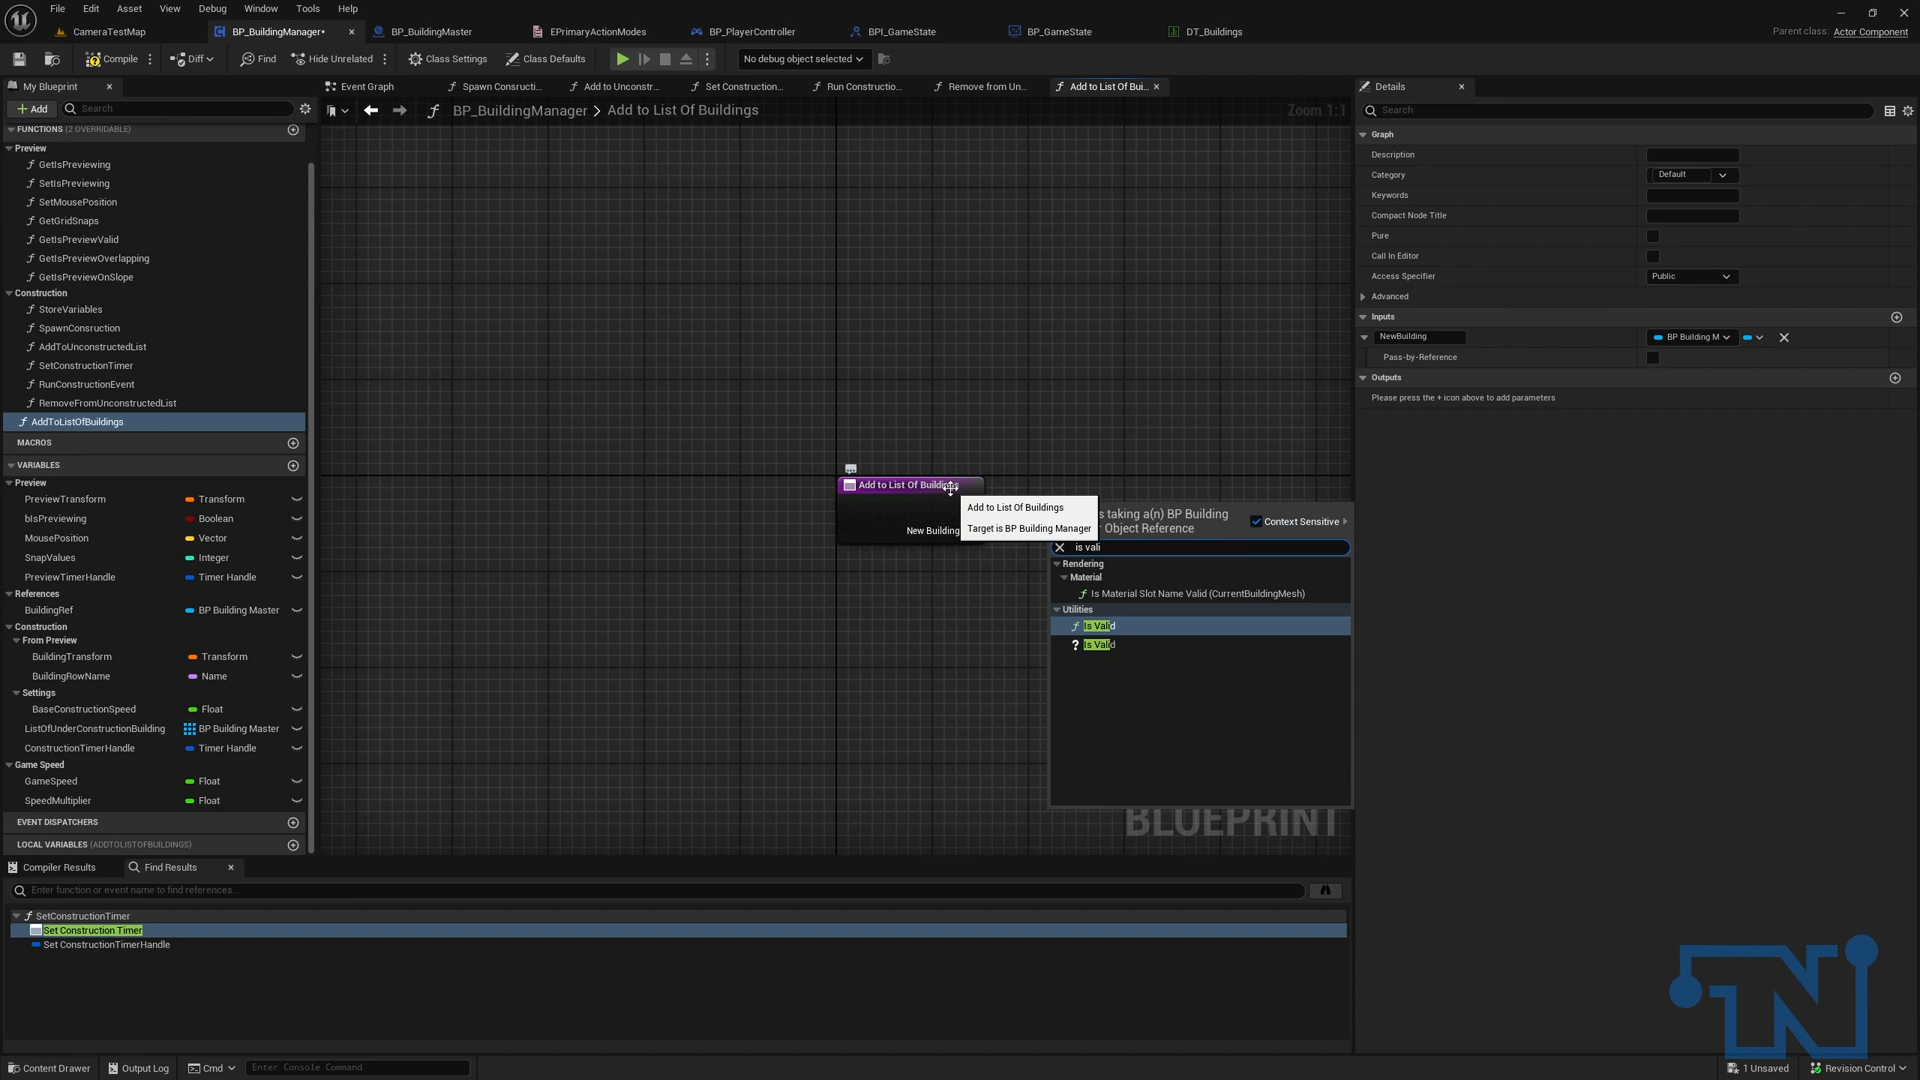 File Edit Asset View Debug Window Tools Help
CameraTestMap BP_BuildingManager• BP_BuildingMaster EPrimaryActionModes BP_PlayerController BPI_GameState BP_GameState DT_Buildings Parent class: Actor Component
Compile Diff Find Hide Unrelated Class Settings Class Defaults No debug object selected
My Blueprint Event Graph Spawn Consructi... Add to Unconstr... Set Construction... Run Constructio... Remove from Un... Add to List Of Bui... Details
Add Search BP_BuildingManager > Add to List Of Buildings Zoom 1:1 Search
FUNCTIONS (2 OVERRIDABLE)
Preview
GetIsPreviewing
SetIsPreviewing
SetMousePosition
GetGridSnaps
GetIsPreviewValid
GetIsPreviewOverlapping
GetIsPreviewOnSlope
Construction
StoreVariables
SpawnConsruction
AddToUnconstructedList
SetConstructionTimer
RunConstructionEvent
RemoveFromUnconstructedList
AddToListOfBuildings
MACROS
VARIABLES
Preview
PreviewTransform Transform
bIsPreviewing Boolean
MousePosition Vector
SnapValues Integer
PreviewTimerHandle Timer Handle
References
BuildingRef BP Building Master
Construction
From Preview
BuildingTransform Transform
BuildingRowName Name
Settings
BaseConstructionSpeed Float
ListOfUnderConstructionBuilding BP Building Master
ConstructionTimerHandle Timer Handle
Game Speed
GameSpeed Float
SpeedMultiplier Float
EVENT DISPATCHERS
LOCAL VARIABLES (ADDTOLISTOFBUILDINGS)
Add to List Of Buildings
New Building
Add to List Of Buildings
Target is BP Building Manager
s taking a(n) BP Building
r Object Reference
Context Sensitive
is vali
Rendering
Material
Is Material Slot Name Valid (CurrentBuildingMesh)
Utilities
Is Valid
? Is Valid
BLUEPRINT
Graph
Description
Category Default
Keywords
Compact Node Title
Pure
Call In Editor
Access Specifier Public
Advanced
Inputs
NewBuilding BP Building M
Pass-by-Reference
Outputs
Please press the + icon above to add parameters
Compiler Results Find Results
Enter function or event name to find references...
SetConstructionTimer
Set Construction Timer
Set ConstructionTimerHandle
Content Drawer Output Log Cmd Enter Console Command 1 Unsaved Revision Control